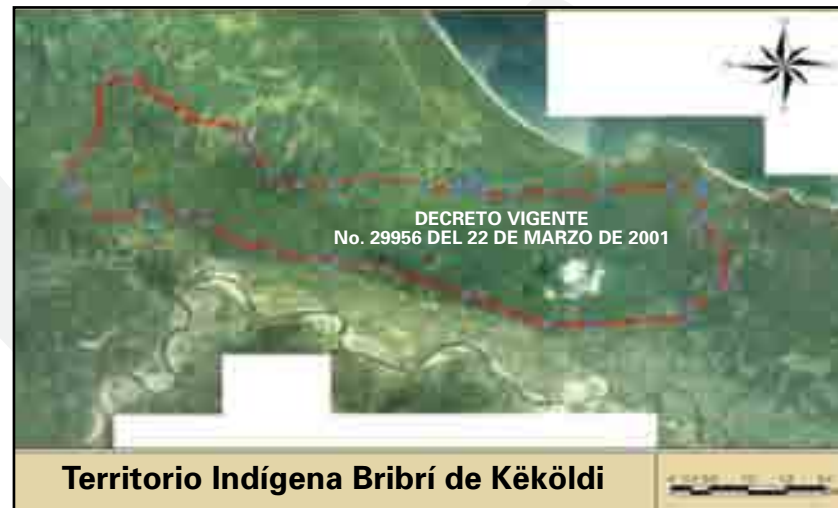 DECRETO VIGENTE
No. 29956 DEL 22 DE MARZO DE 2001
Territorio Indígena Bribrí de Këköldi